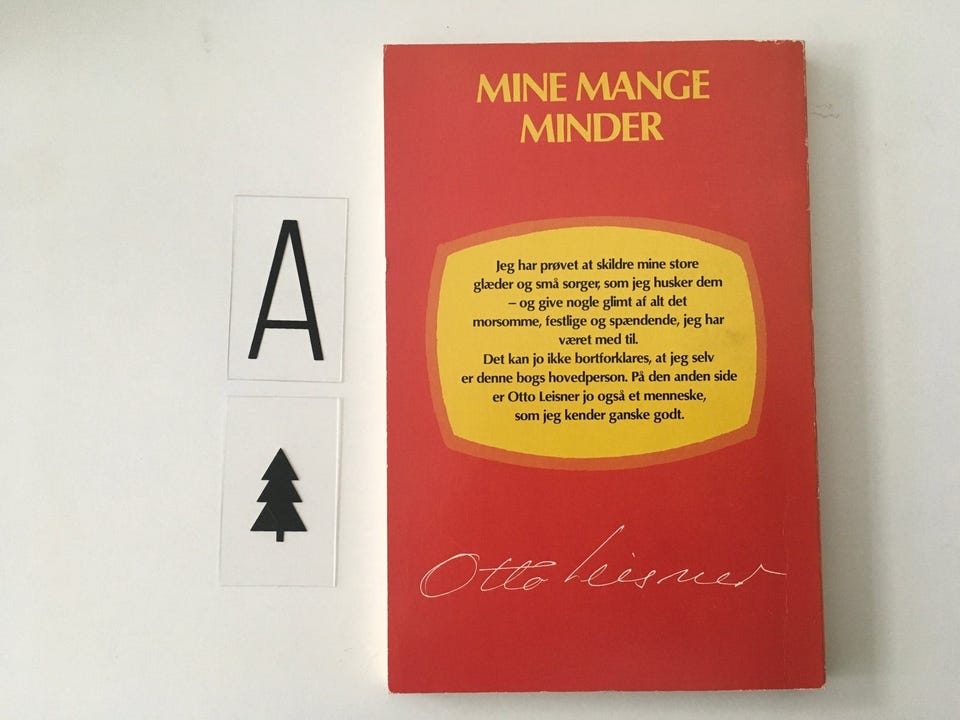 MINE MANGE
MINDER
A
Jeg har prøvet at skildre mine store
glæder og små sorger, som jeg husker dem
– og give nogle glimt af alt det
morsomme, festlige og spændende, jeg har
været med til.
Det kan jo ikke bortforklares, at jeg selv
er denne bogs hovedperson. På den anden side
er Otto Leisner jo også et menneske,
som jeg kender ganske godt.
Otto Leisner